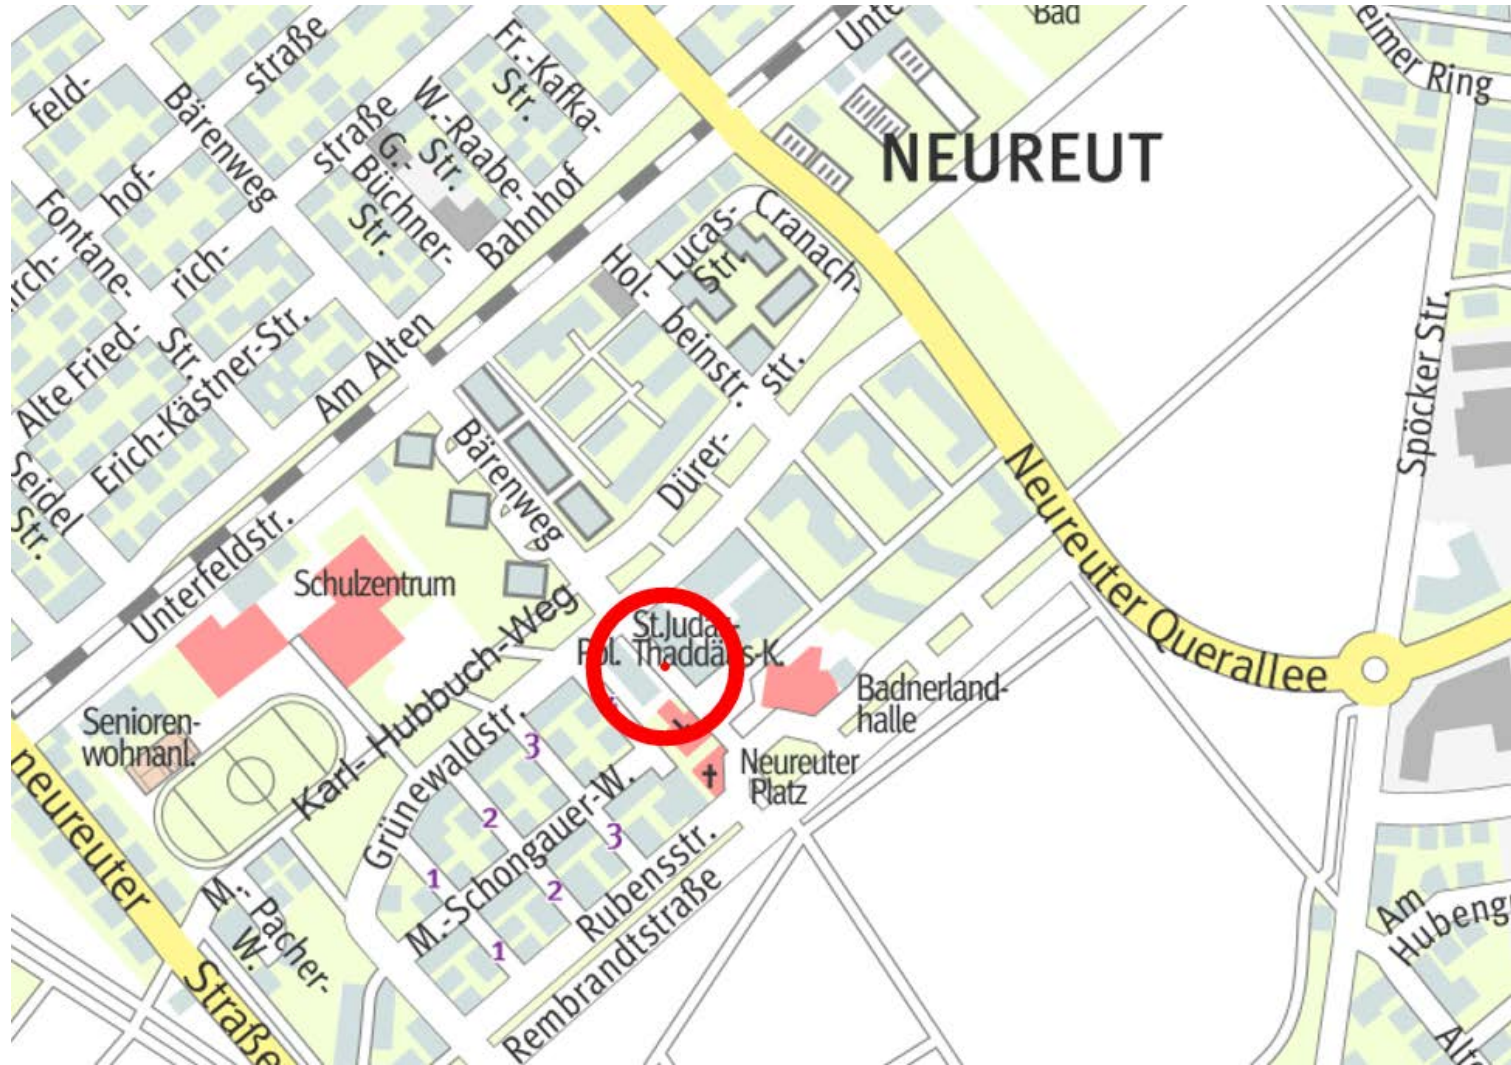 Bad
Unter
eimer Ring
NEUREUT
Fr.-Kafka-
Str.
W.-Raabe-
Str.
straße
feld-
Bärenweg
straße
G.-
Büchner-
Str.
hof-
Fontane-
Str.
rich-
Bahnhof
Am Alten
Alte Fried-
Erich-Kästner-Str.
Seidel
Str.
Cranach-
str.
Lucas-
Str.
Hol-
beinstr.
Dürer-
Bärenweg
Spöcker Str.
Neureuter Querallee
Unterfeldstr.
Schulzentrum
Karl-Hubbuch-Weg
St.Judas-
Pol. Thaddäus-K.
Badnerland-
halle
Neureuter
Platz
Senioren-
wohnanl.
Grünewaldstr.
3
2
1
M.-Schongauer-W.
3
2
1
Rubensstr.
Rembrandtstraße
M.-Pacher-
W.
neureuter
Straße
Am
Hubengu
Alte